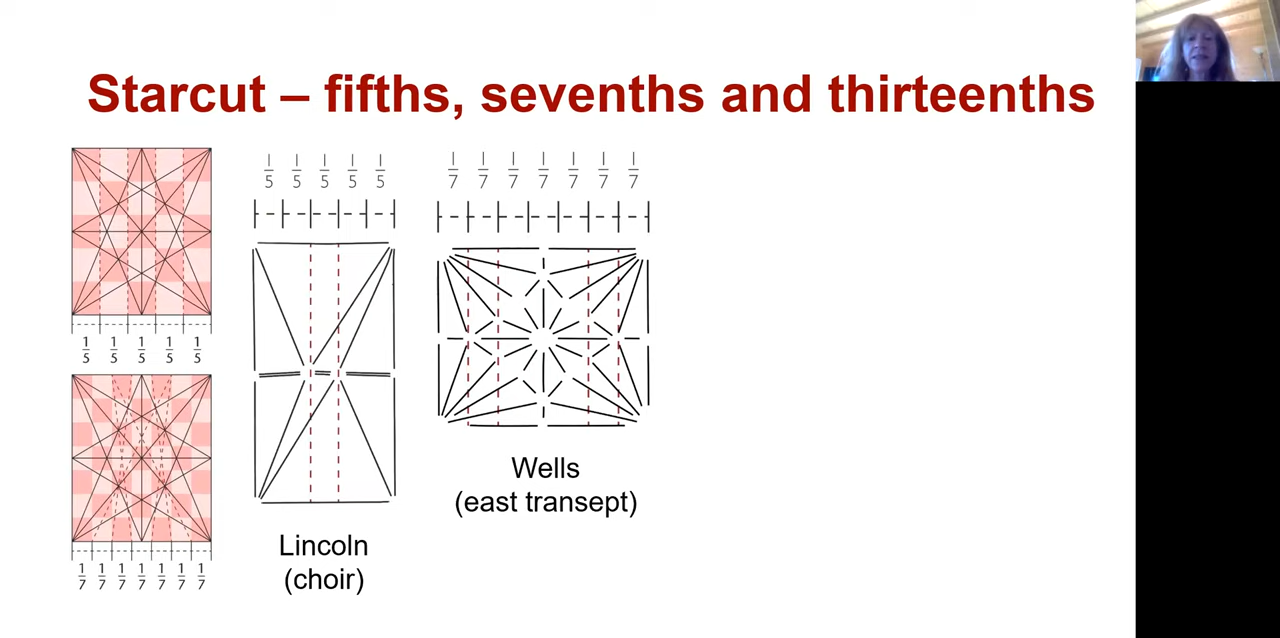 Starcut – fifths, sevenths and thirteenths
1/5 1/5 1/5 1/5 1/5
1/7 1/7 1/7 1/7 1/7 1/7 1/7
1/5 1/5 1/5 1/5 1/5
1/7 1/7 1/7 1/7 1/7 1/7 1/7
Lincoln
(choir)
Wells
(east transept)